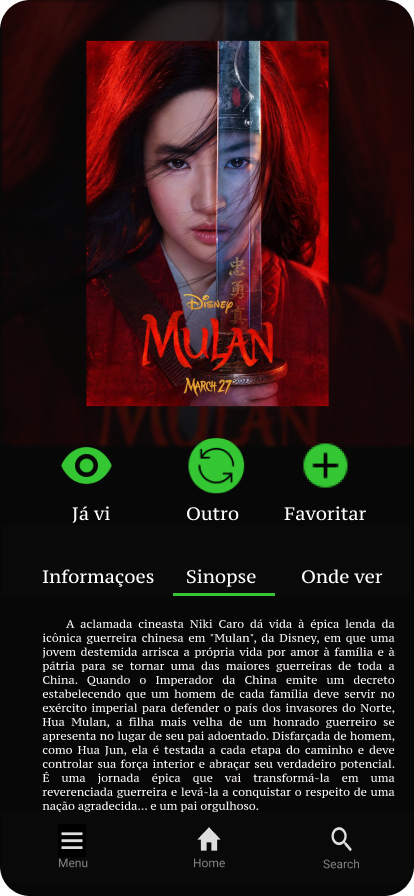 忠
勇
真
Disney
MULAN
MARCH 27
MULAN
Já vi
Outro
Favoritar
Informaçoes
Sinopse
Onde ver
A aclamada cineasta Niki Caro dá vida à épica lenda da
icônica guerreira chinesa em "Mulan", da Disney, em que uma
jovem destemida arrisca a própria vida por amor à família e à
pátria para se tornar uma das maiores guerreiras de toda a
China. Quando o Imperador da China emite um decreto
estabelecendo que um homem de cada família deve servir no
exército imperial para defender o país dos invasores do Norte,
Hua Mulan, a filha mais velha de um honrado guerreiro se
apresenta no lugar de seu pai adoentado. Disfarçada de homem,
como Hua Jun, ela é testada a cada etapa do caminho e deve
controlar sua força interior e abraçar seu verdadeiro potencial.
É uma jornada épica que vai transformá-la em uma
reverenciada guerreira e levá-la a conquistar o respeito de uma
nação agradecida... e um pai orgulhoso.
Menu
Home
Search